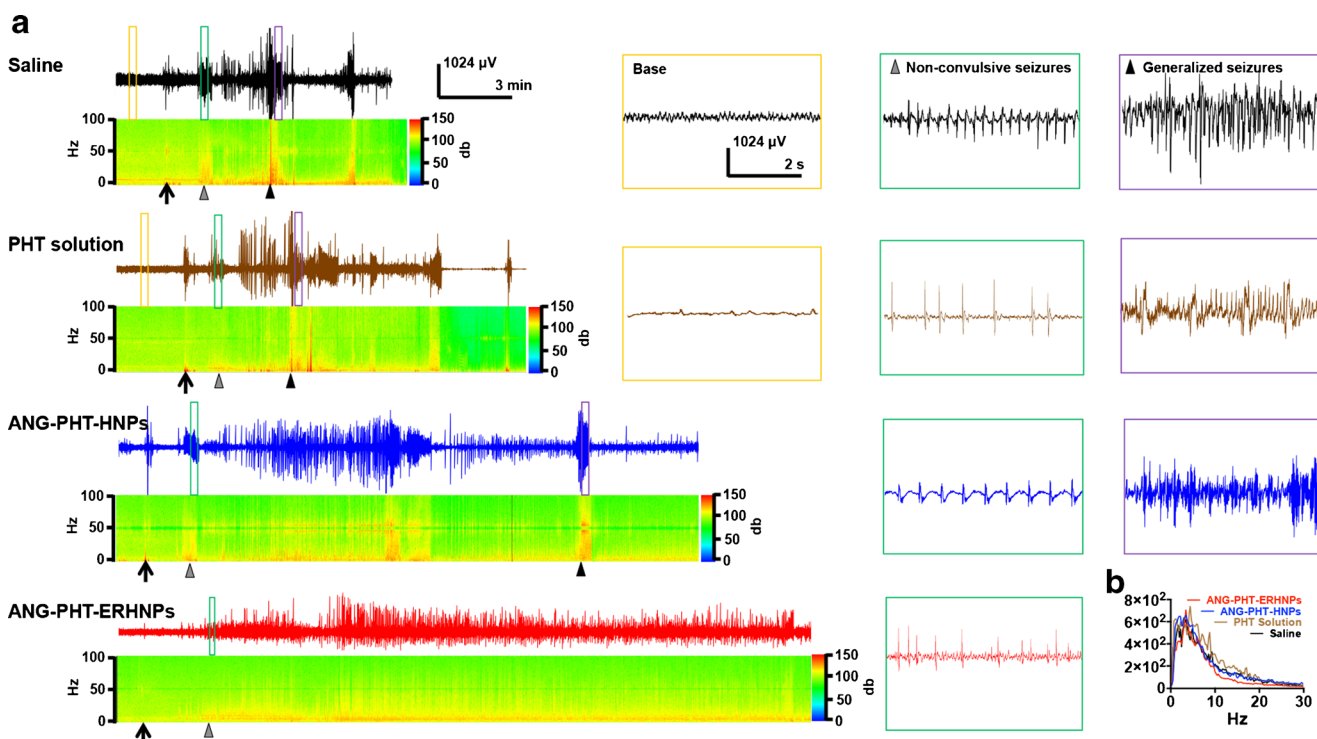 a
Saline
1024 μV
3 min
100
50
0
Hz
150
100
50
0
db
Base
1024 μV
2 s
Non-convulsive seizures
Generalized seizures
PHT solution
100
50
0
Hz
150
100
50
0
db
ANG-PHT-HNPs
100
50
0
Hz
150
100
50
0
db
ANG-PHT-ERHNPs
100
50
0
Hz
150
100
50
0
db
b
8×10²
6×10²
4×10²
2×10²
0
ANG-PHT-ERHNPs
ANG-PHT-HNPs
PHT Solution
Saline
0 10 20 30
Hz